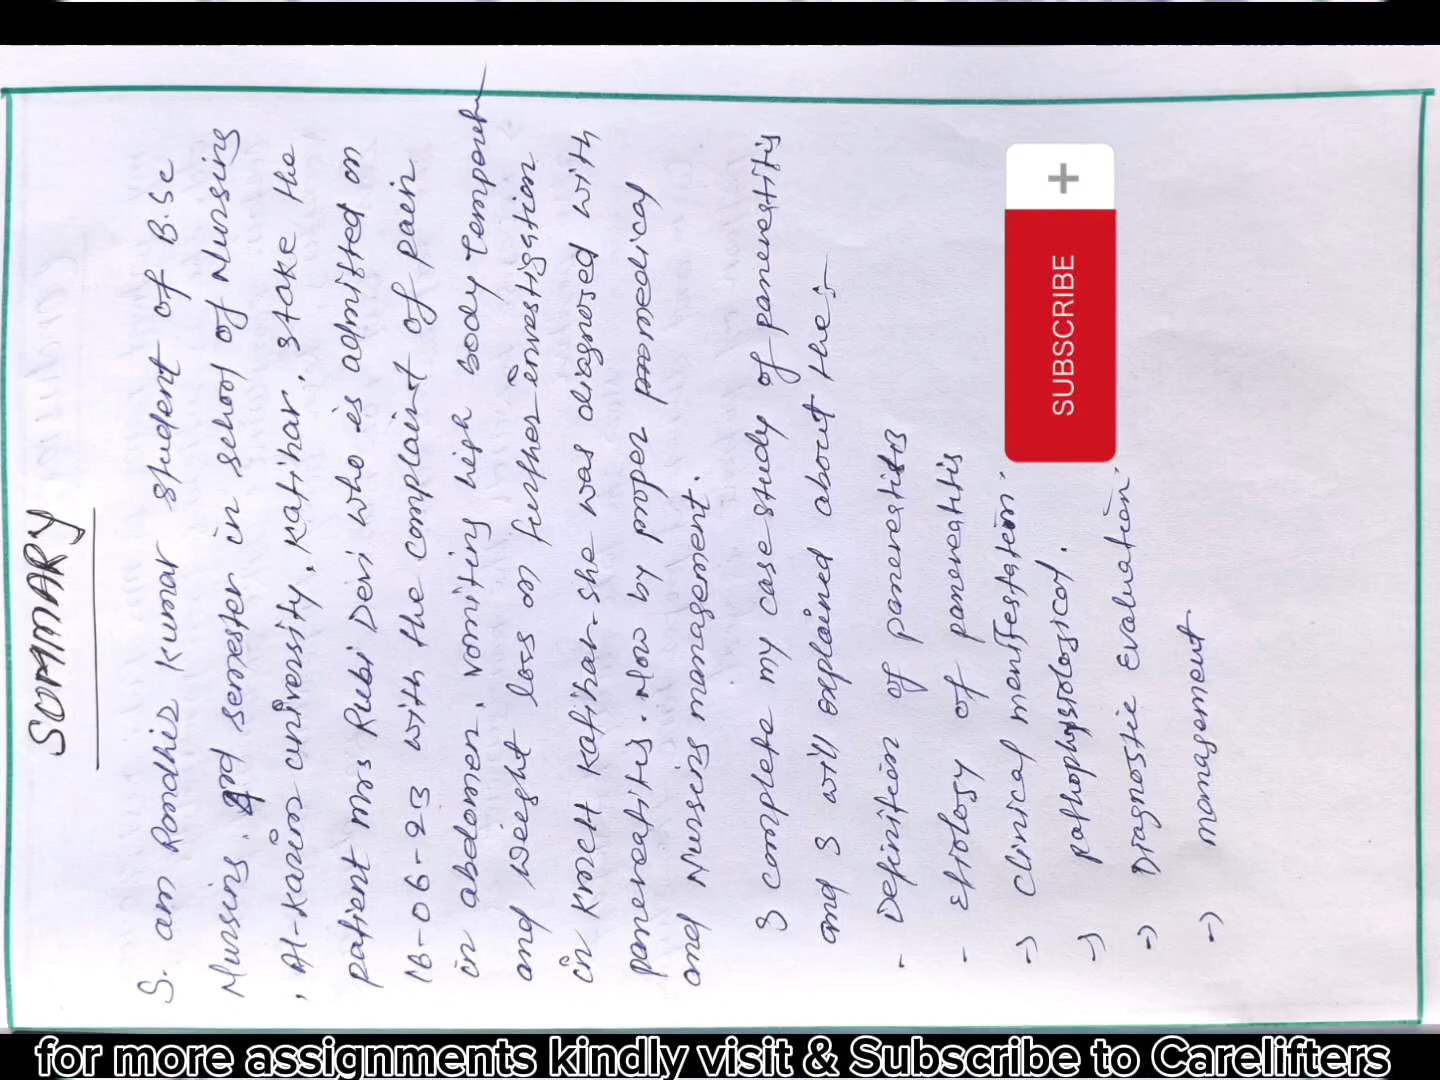 SUMMARY
S. am Randhir Kumar student of B.Sc
Nursing. semester in school of Nursing
, Al-Karim university, Katihar. I take the
patient mrs Rubi Devi who is admitted on
16-06-23 with the complaint of pain
in abdomen, vomiting high body temperature
and weight loss on further investigation
in KMCH Katihar she was diagnosed with
pancreatitis. Now by proper medical
and Nursing management.
I complete my case study of pancreatitis
and I will explained about the:-
- Definition of pancreatitis
- etiology of pancreatitis
-) clinical manifestation.
-) pathophysiological.
-) Diagnostic Evaluation.
-) management
+
SUBSCRIBE
for more assignments kindly visit & Subscribe to Carelifters